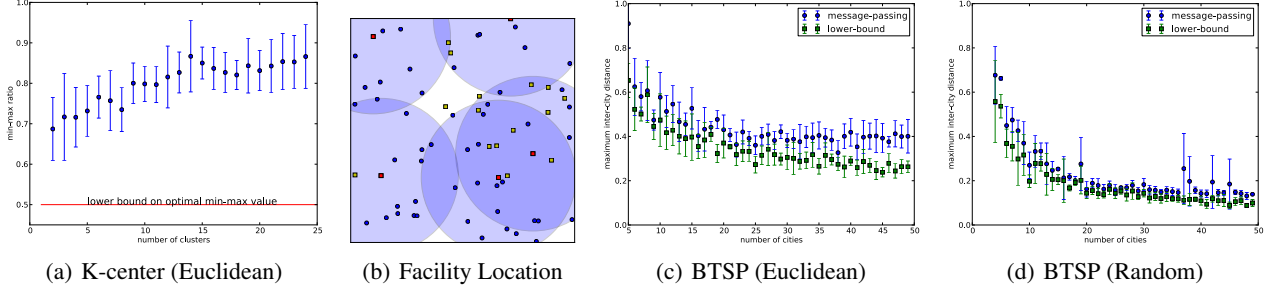 min-max ratio
1.0
0.9
0.8
0.7
0.6
0.5
0.4
lower bound on optimal min-max value
0 5 10 15 20 25
number of clusters
(a) K-center (Euclidean)
(b) Facility Location
maximum inter-city distance
1.0
0.8
0.6
0.4
0.2
0.0
message-passing
lower-bound
5 10 15 20 25 30 35 40 45 50
number of cities
(c) BTSP (Euclidean)
maximum inter-city distance
1.0
0.8
0.6
0.4
0.2
0.0
message-passing
lower-bound
0 10 20 30 40 50
number of cities
(d) BTSP (Random)